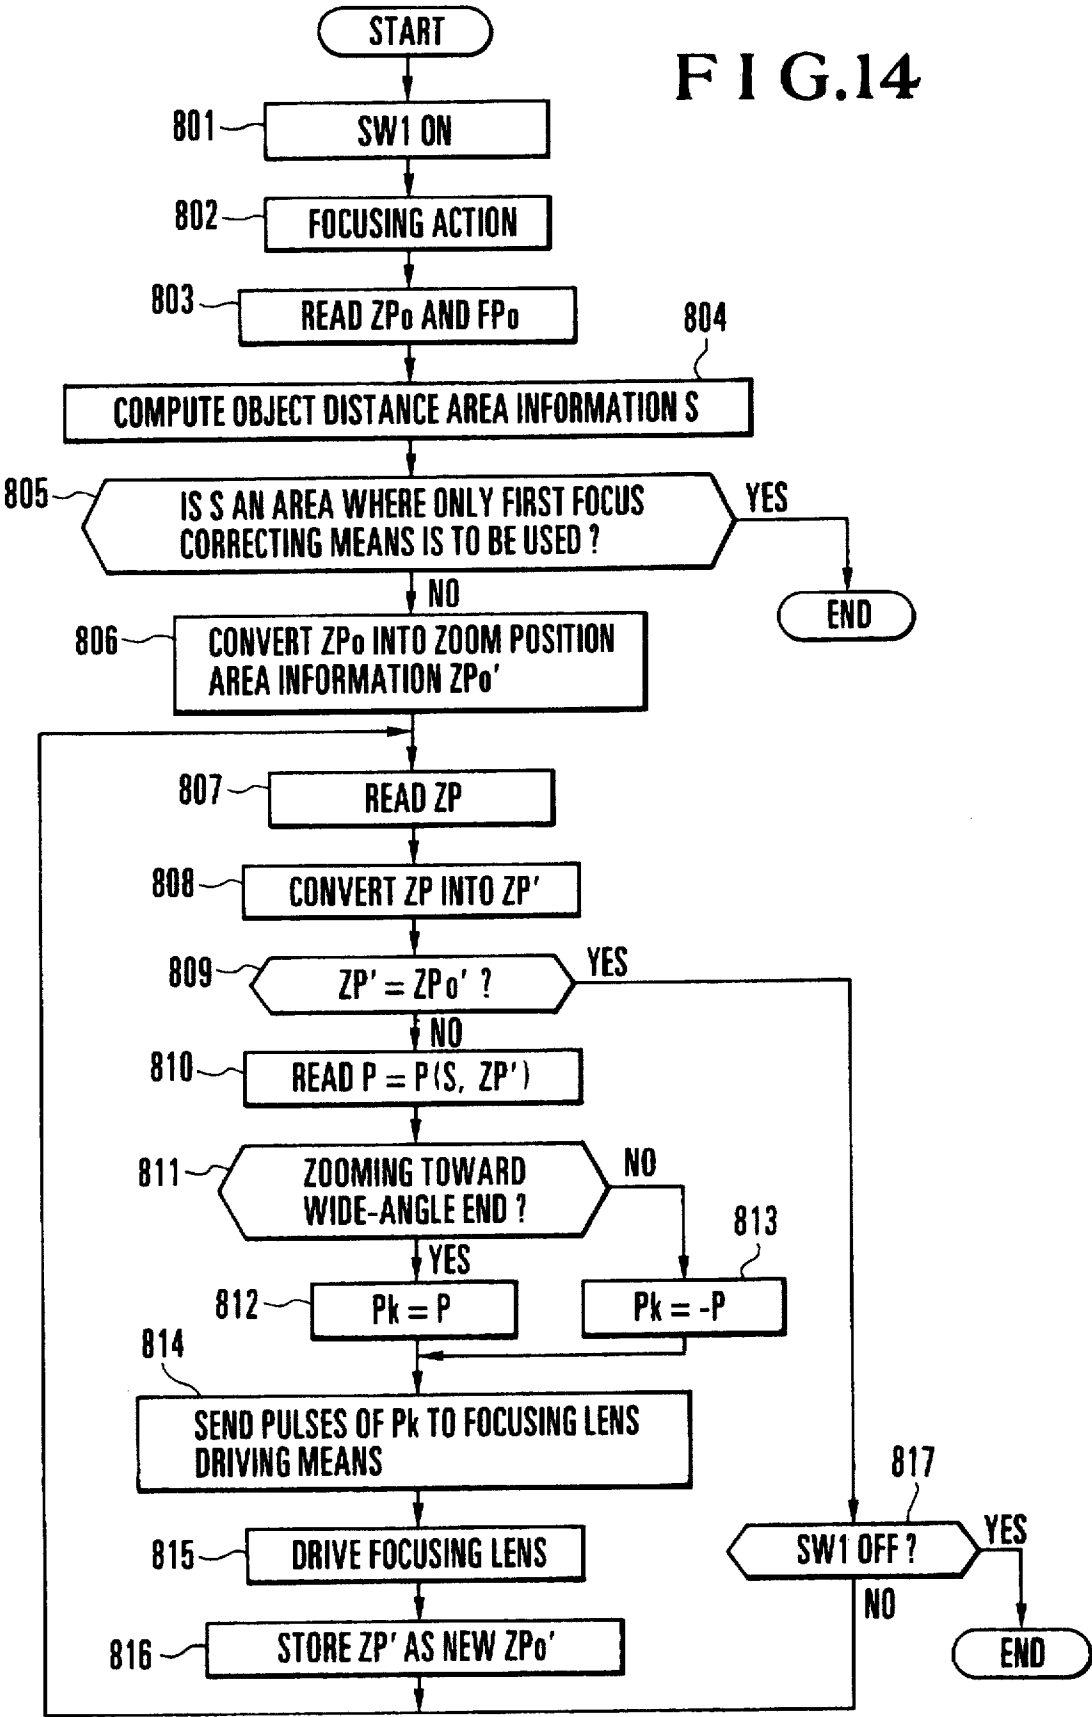 START
FIG.14
801
SW1 ON
802
FOCUSING ACTION
803
READ ZPo AND FPo
804
COMPUTE OBJECT DISTANCE AREA INFORMATION S
805
IS S AN AREA WHERE ONLY FIRST FOCUS
CORRECTING MEANS IS TO BE USED ?
YES
END
NO
806
CONVERT ZPo INTO ZOOM POSITION
AREA INFORMATION ZPo'
807
READ ZP
808
CONVERT ZP INTO ZP'
809
ZP' = ZPo' ?
YES
NO
810
READ P = P(S, ZP')
811
ZOOMING TOWARD
WIDE-ANGLE END ?
NO
YES
812
Pk = P
813
Pk = -P
814
SEND PULSES OF Pk TO FOCUSING LENS
DRIVING MEANS
815
DRIVE FOCUSING LENS
816
STORE ZP' AS NEW ZPo'
817
SW1 OFF ?
YES
NO
END